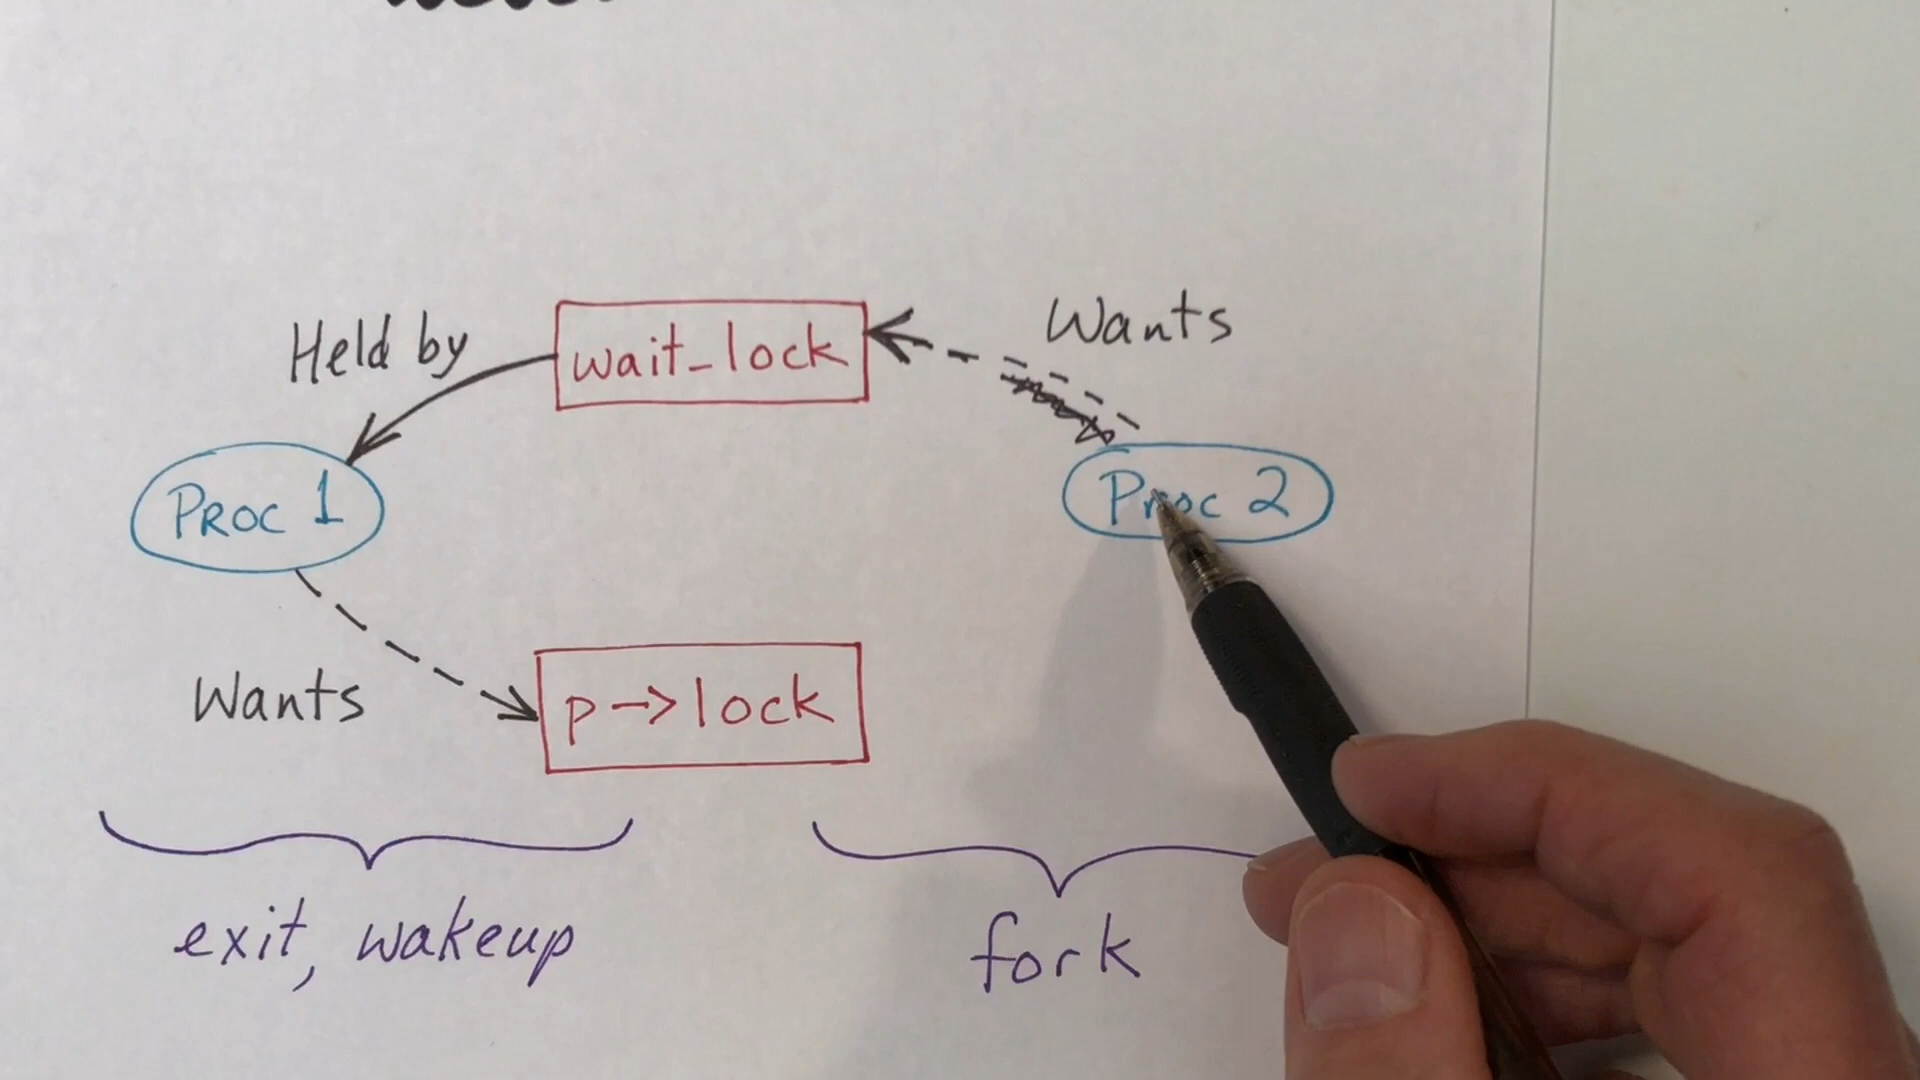 Wants
Held by
wait_lock
PROC 1
Proc 2
Wants
p->lock
exit, wakeup
fork